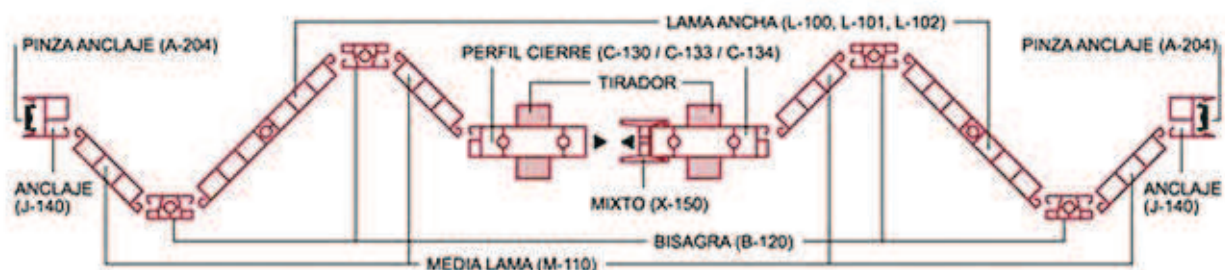 LAMA ANCHA (L-100, L-101, L-102)
PINZA ANCLAJE (A-204)
PERFIL CIERRE (C-130 / C-133 / C-134)
PINZA ANCLAJE (A-204)
TIRADOR
ANCLAJE
(J-140)
MIXTO (X-150)
ANCLAJE
(J-140)
BISAGRA (B-120)
MEDIA LAMA (M-110)